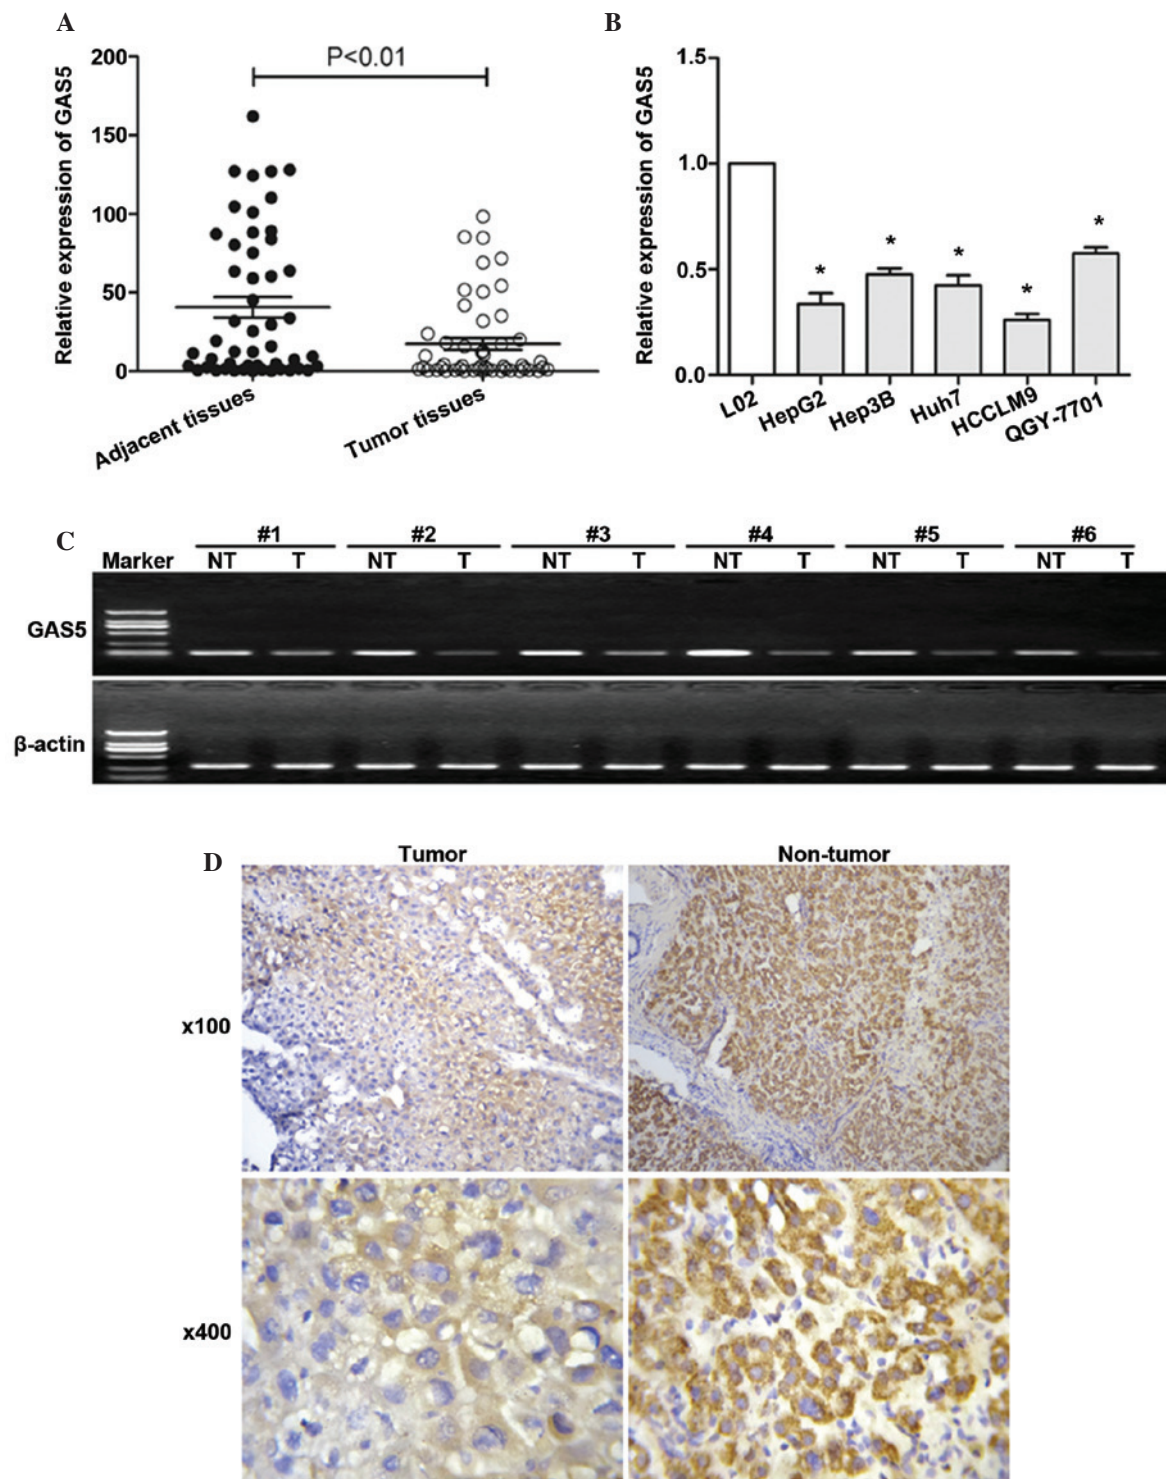 A
Relative expression of GAS5
200
150
100
50
0
P<0.01
Adjacent tissues
Tumor tissues
B
Relative expression of GAS5
1.5
1.0
0.5
0.0
*
*
*
*
*
L02
HepG2
Hep3B
Huh7
HCCLM9
QGY-7701
C
#1 #2 #3 #4 #5 #6
Marker NT T NT T NT T NT T NT T NT T
GAS5
β-actin
D
Tumor Non-tumor
x100
x400